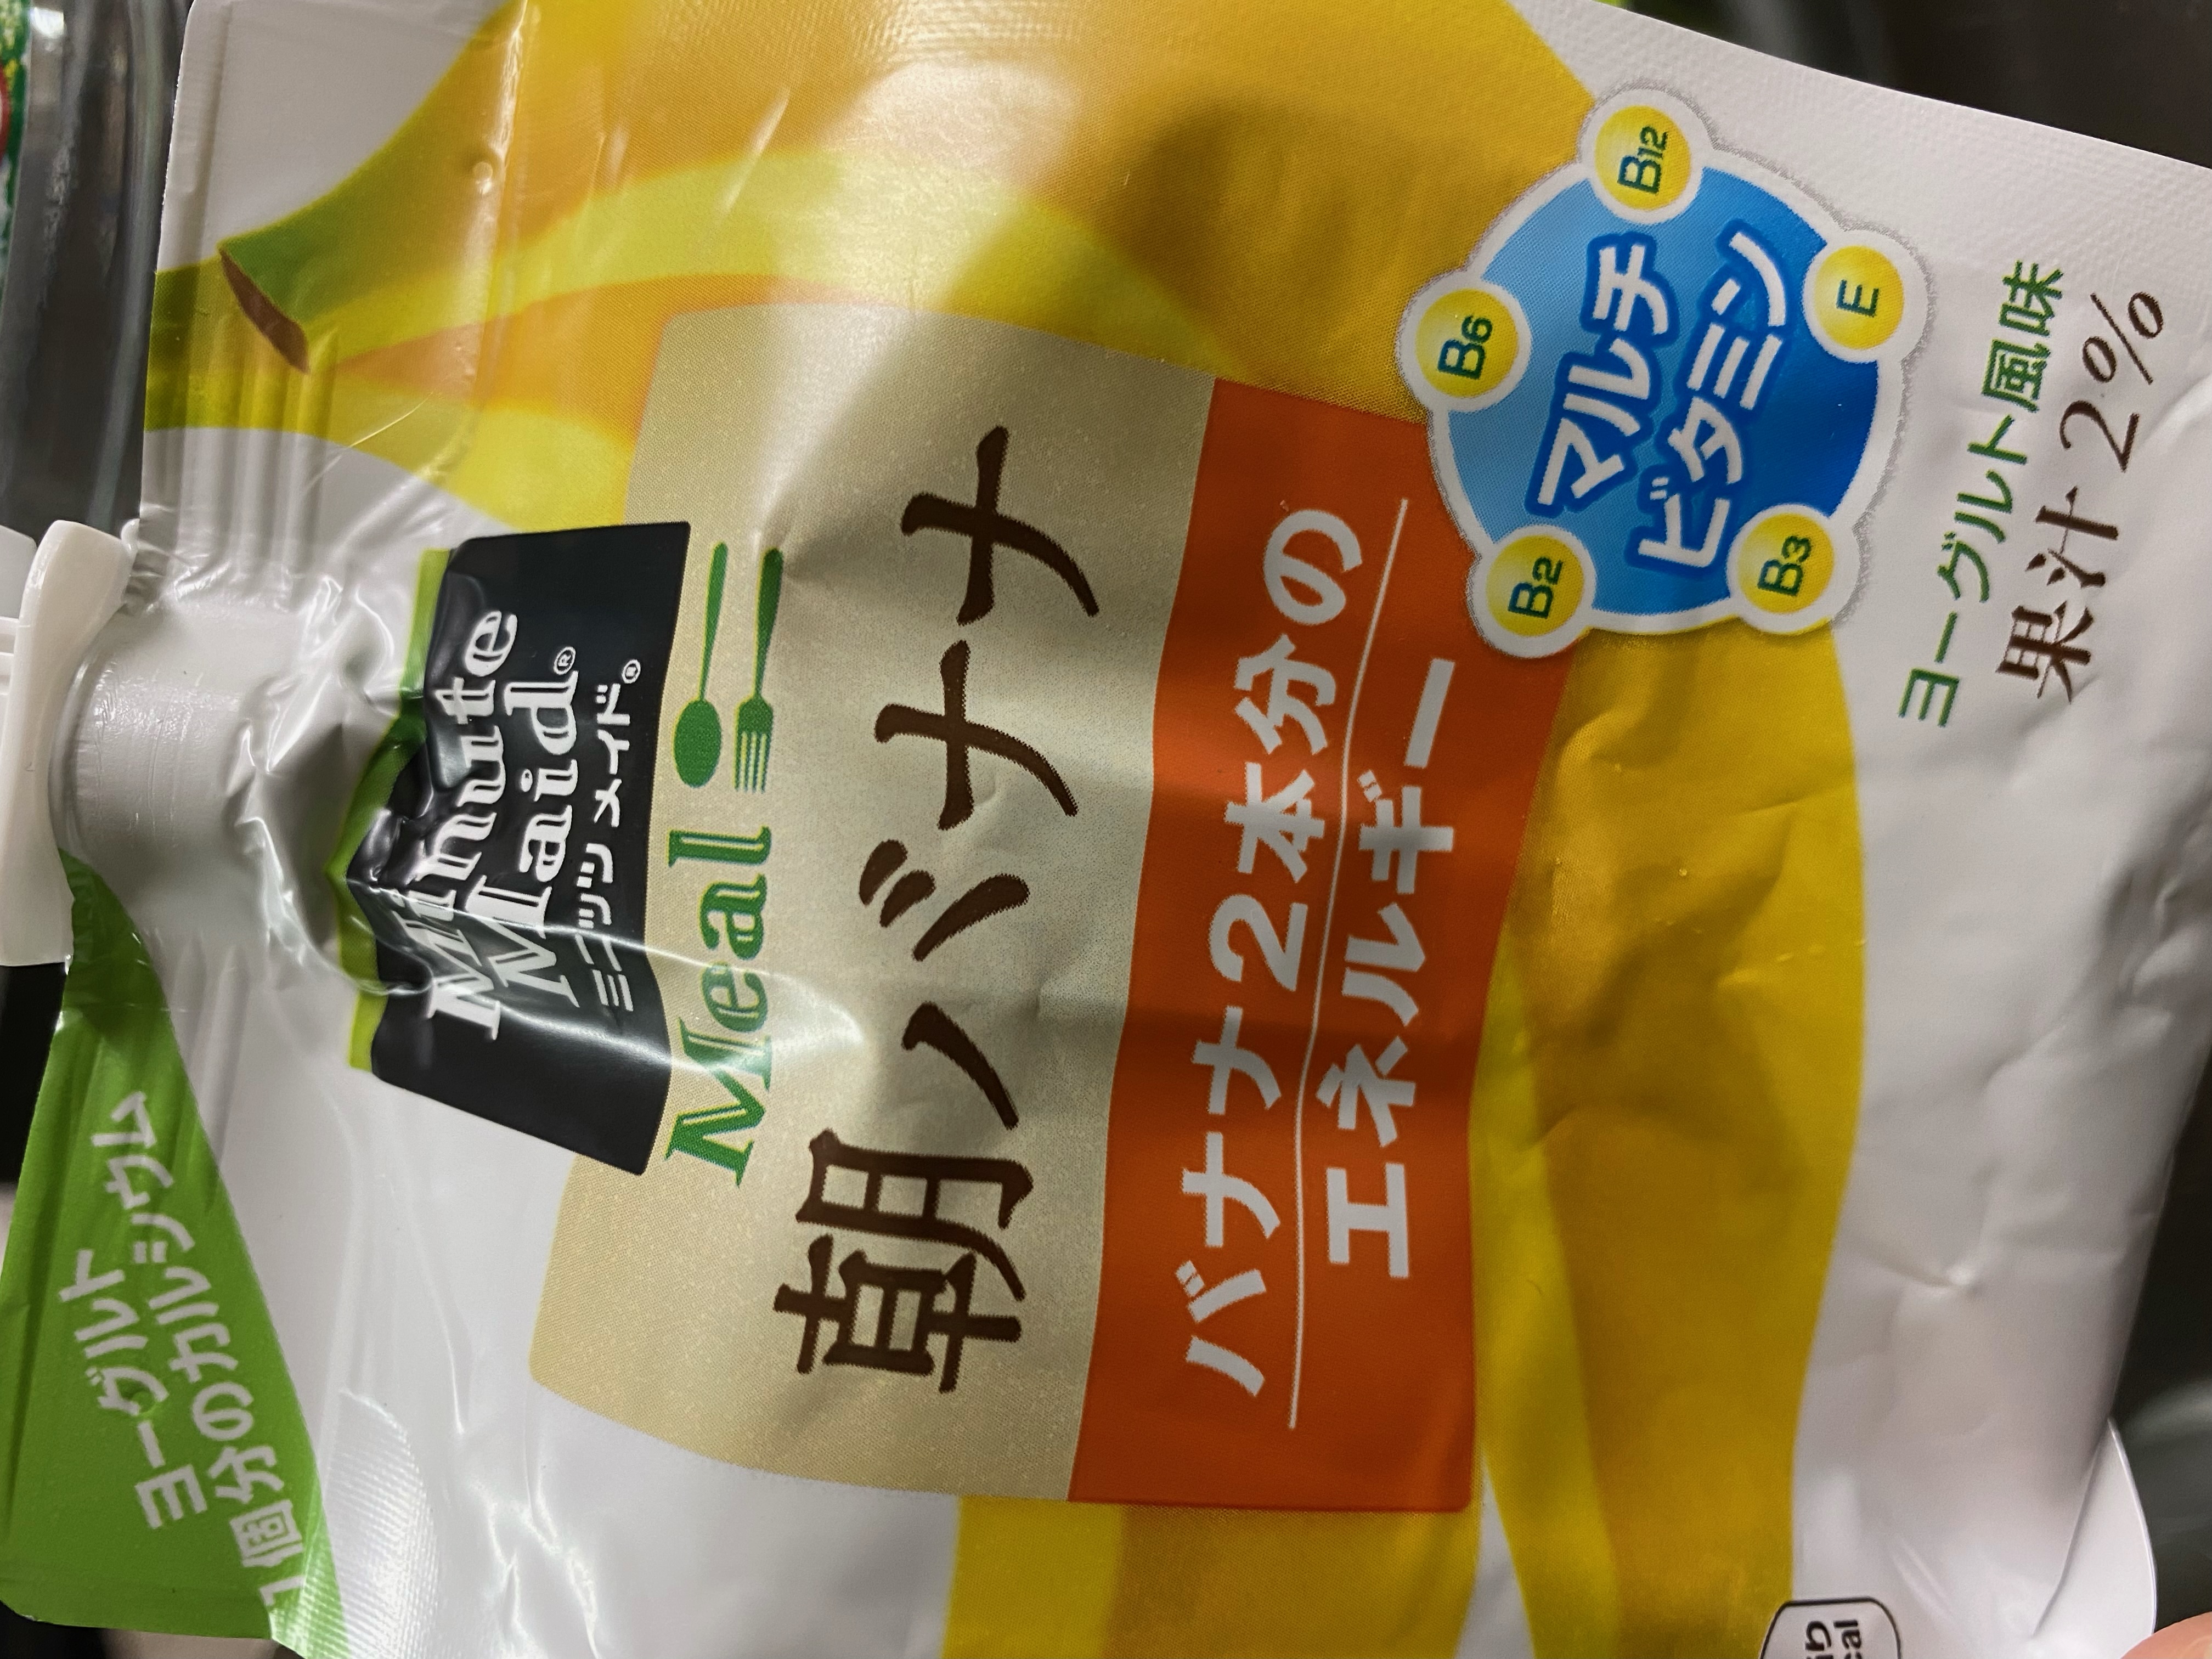 ヨーグルト
1個分のカルシウム
Minute
Maid®
ミニッツ メイド®
Meal
朝バナナ
バナナ2本分の
エネルギー
マルチ
ビタミン
B2
B6
B12
B3
E
ヨーグルト風味
果汁2%